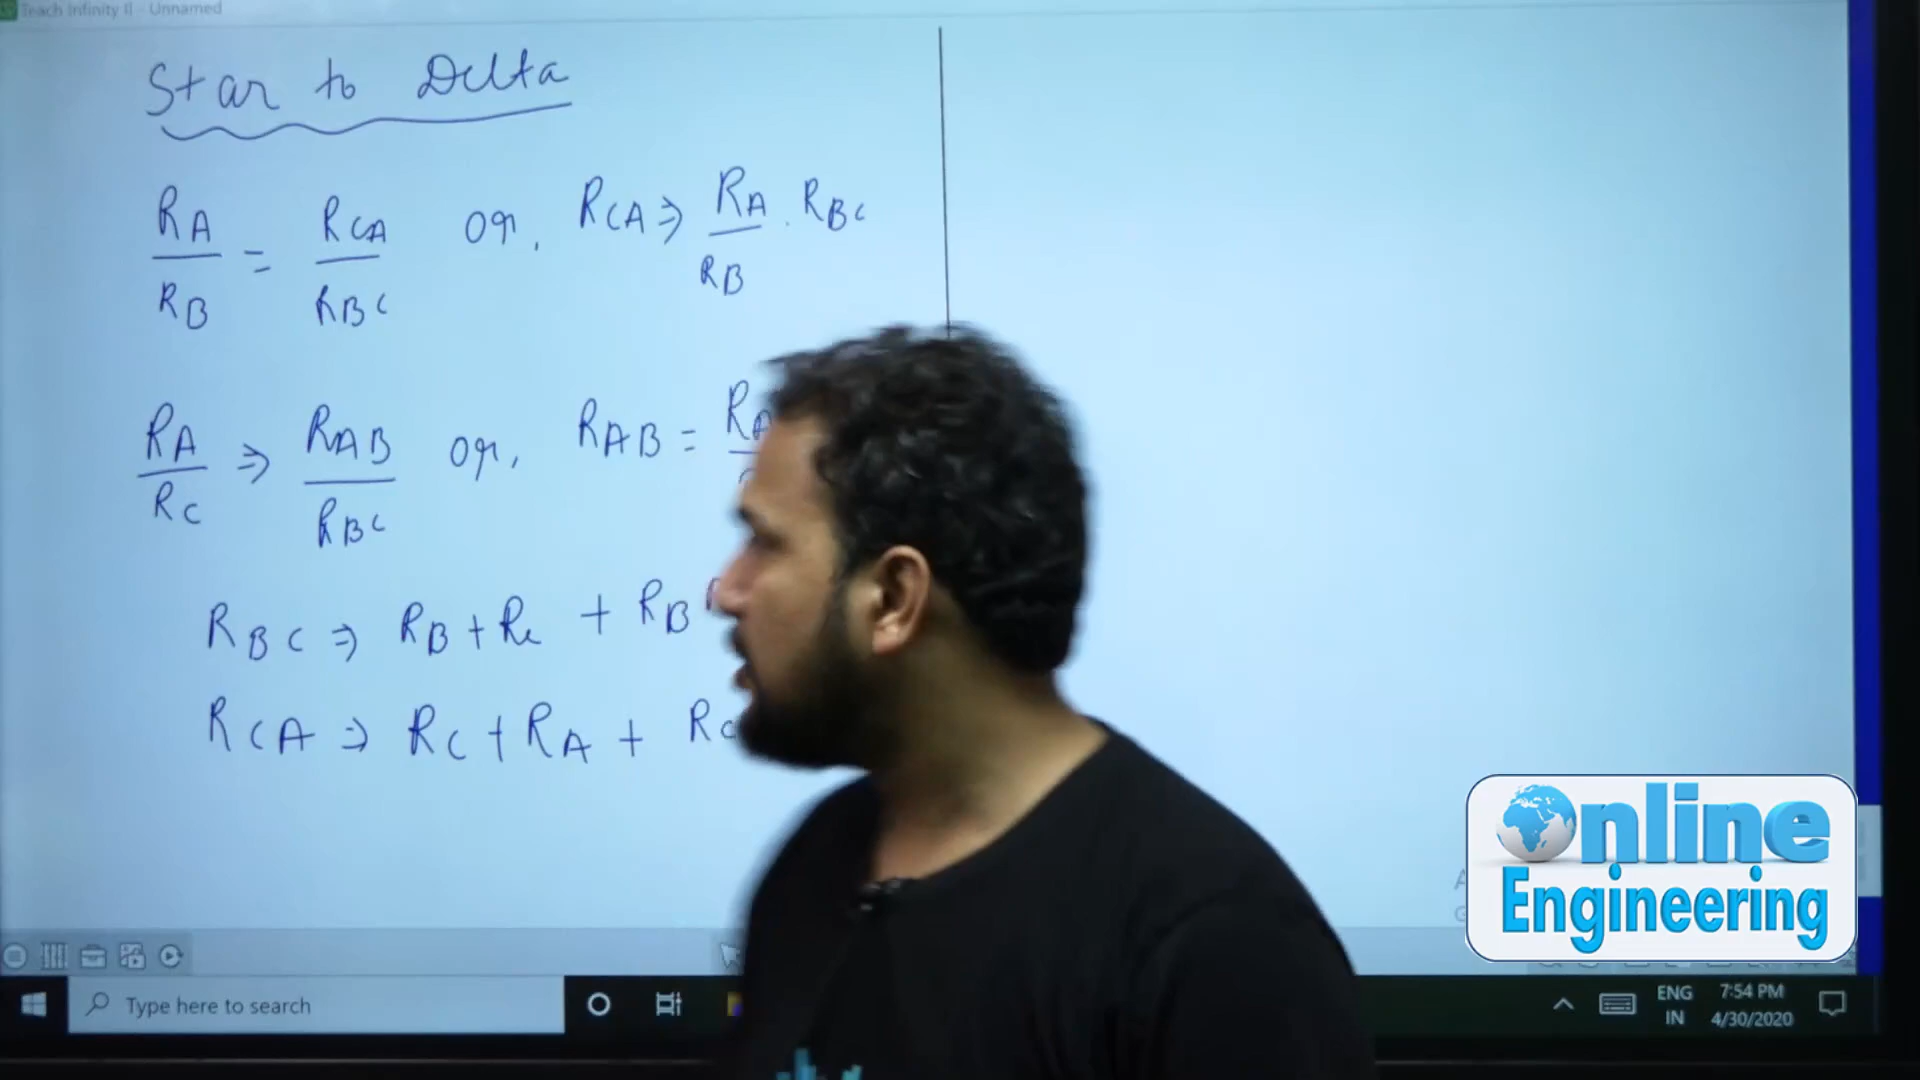 Teach Infinity II - Unnamed
Star to Delta
RA/RB = RCA/RBC or, RCA ⇒ RA/RB . RBC
RA/RC ⇒ RAB/RBC or, RAB = RA
RBC ⇒ RB + RC + RB
RCA ⇒ RC + RA + RC
Online
Engineering
Type here to search
ENG
IN
7:54 PM
4/30/2020